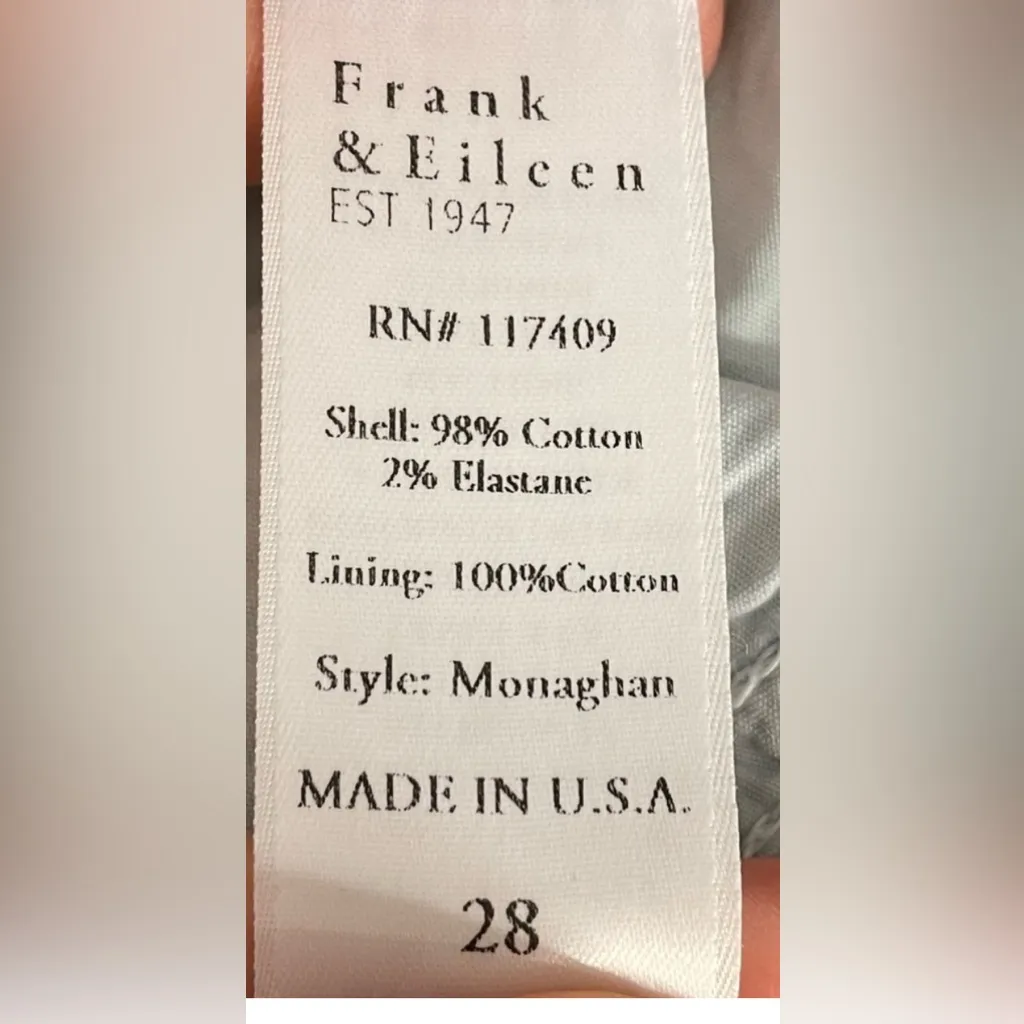 Frank
& Eileen
EST 1947
RN# 117409
Shell: 98% Cotton
2% Elastane
Lining: 100%Cotton
Style: Monaghan
MADE IN U.S.A.
28